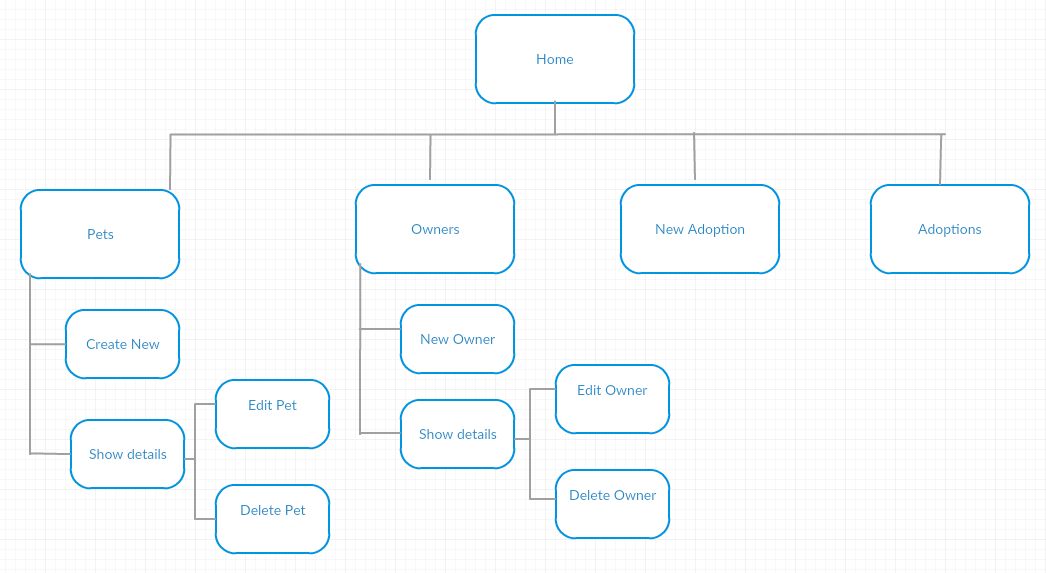 Home
Pets
Owners
New Adoption
Adoptions
Create New
New Owner
Show details
Edit Pet
Delete Pet
Show details
Edit Owner
Delete Owner